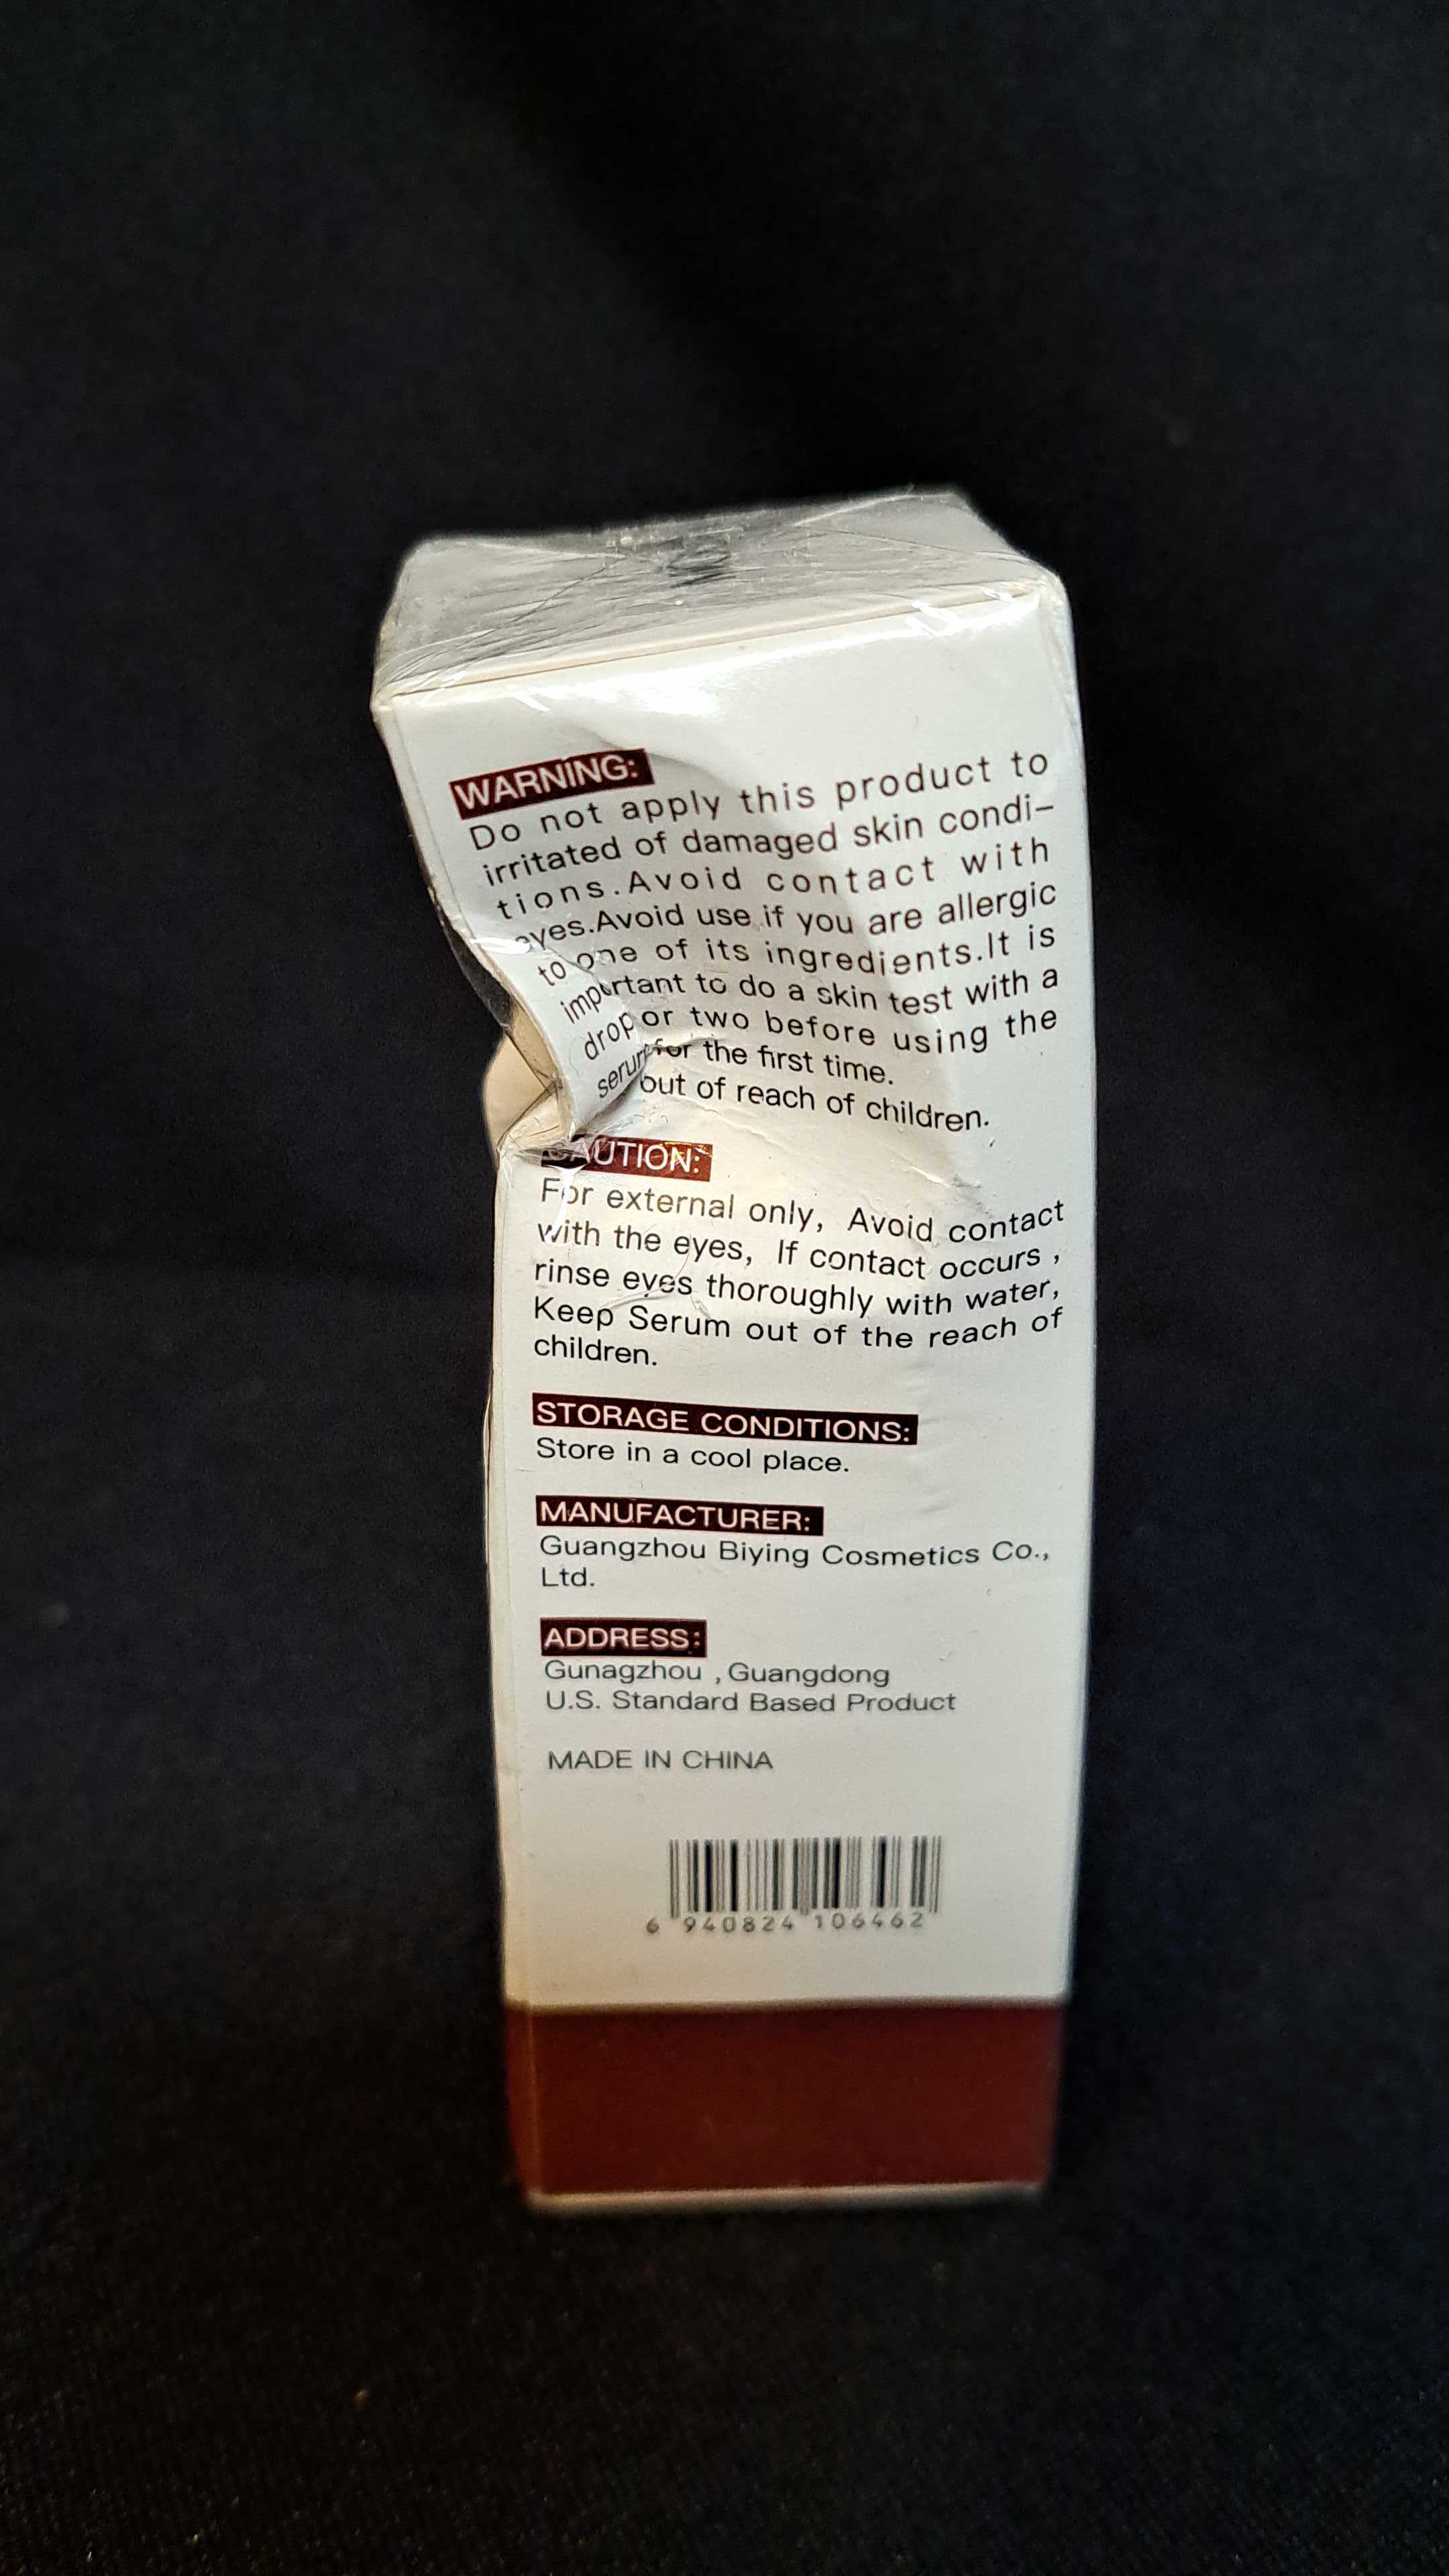 WARNING:
Do not apply this product to
irritated of damaged skin condi-
tions.Avoid contact with
eyes.Avoid use if you are allergic
to one of its ingredients.It is
important to do a skin test with a
drop or two before using the
serum for the first time.
out of reach of children.
CAUTION:
For external only, Avoid contact
with the eyes, If contact occurs ,
rinse eyes thoroughly with water,
Keep Serum out of the reach of
children.
STORAGE CONDITIONS:
Store in a cool place.
MANUFACTURER:
Guangzhou Biying Cosmetics Co.,
Ltd.
ADDRESS:
Gunagzhou , Guangdong
U.S. Standard Based Product
MADE IN CHINA
6 940824 106462